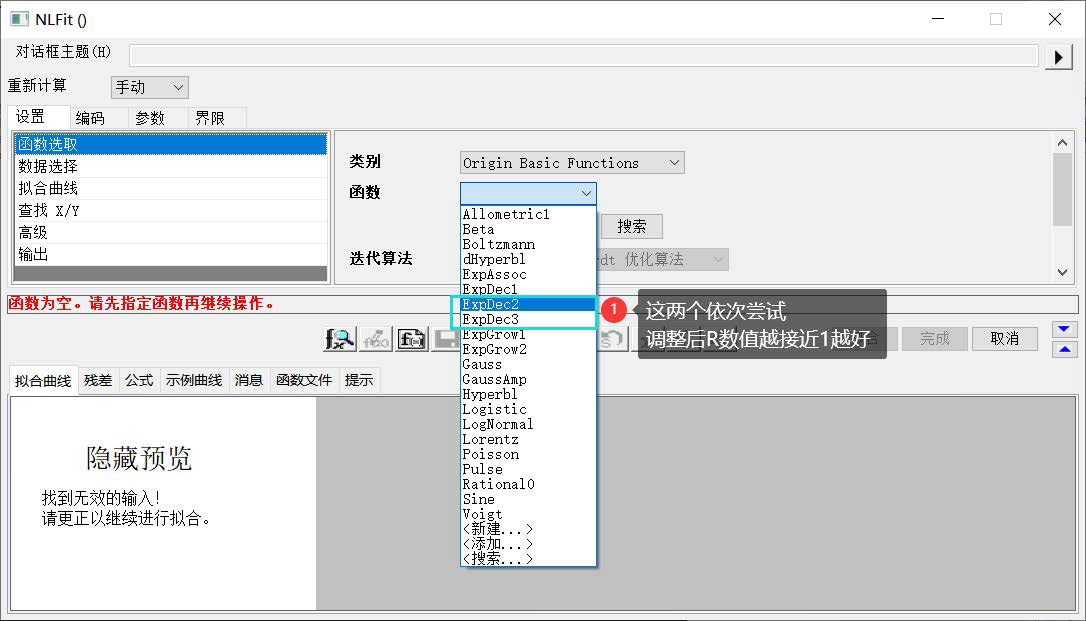 NLFit ()
对话框主题(H)
重新计算
手动
设置
编码
参数
界限
函数选取
数据选择
拟合曲线
查找 X/Y
高级
输出
类别
Origin Basic Functions
函数
搜索
迭代算法
rdt 优化算法
Allometric1
Beta
Boltzmann
dHyperbl
ExpAssoc
ExpDec1
ExpDec2
ExpDec3
ExpGrow1
ExpGrow2
Gauss
GaussAmp
Hyperbl
Logistic
LogNormal
Lorentz
Poisson
Pulse
Rational0
Sine
Voigt
<新建...>
<添加...>
<搜索...>
函数为空。请先指定函数再继续操作。
1
这两个依次尝试
调整后R数值越接近1越好
完成
取消
拟合曲线
残差
公式
示例曲线
消息
函数文件
提示
隐藏预览
找到无效的输入!
请更正以继续进行拟合。